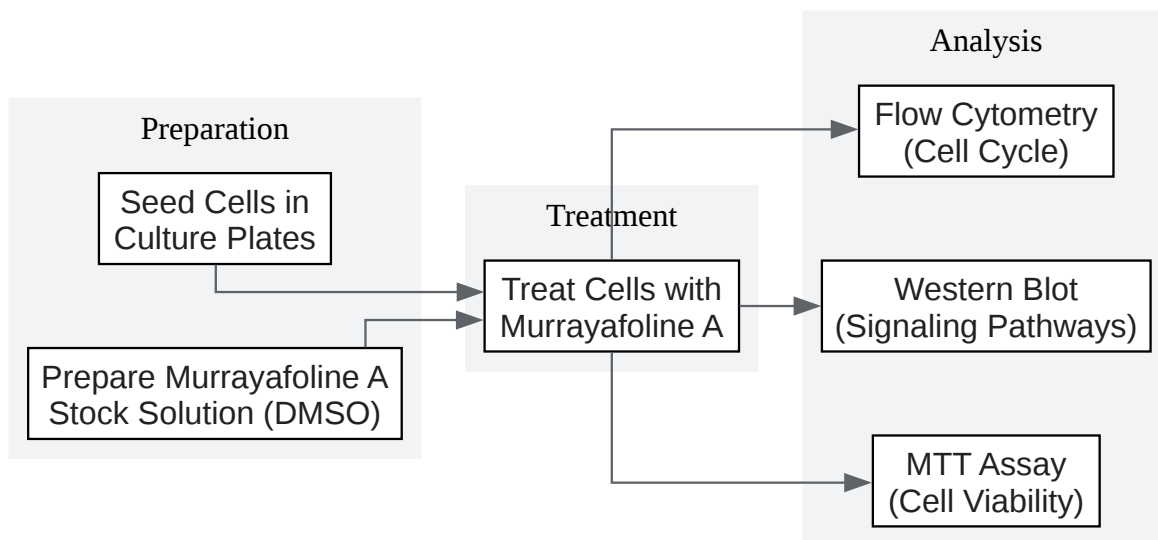 Preparation
Seed Cells in
Culture Plates
Prepare Murrayafoline A
Stock Solution (DMSO)
Treatment
Treat Cells with
Murrayafoline A
Analysis
Flow Cytometry
(Cell Cycle)
Western Blot
(Signaling Pathways)
MTT Assay
(Cell Viability)